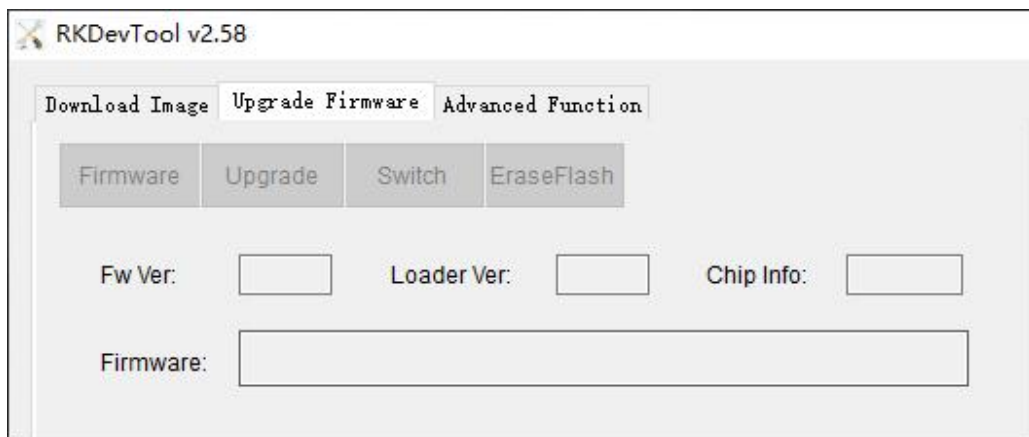 RKDevTool v2.58
Download Image Upgrade Firmware Advanced Function
Firmware Upgrade Switch EraseFlash
Fw Ver: Loader Ver: Chip Info:
Firmware: